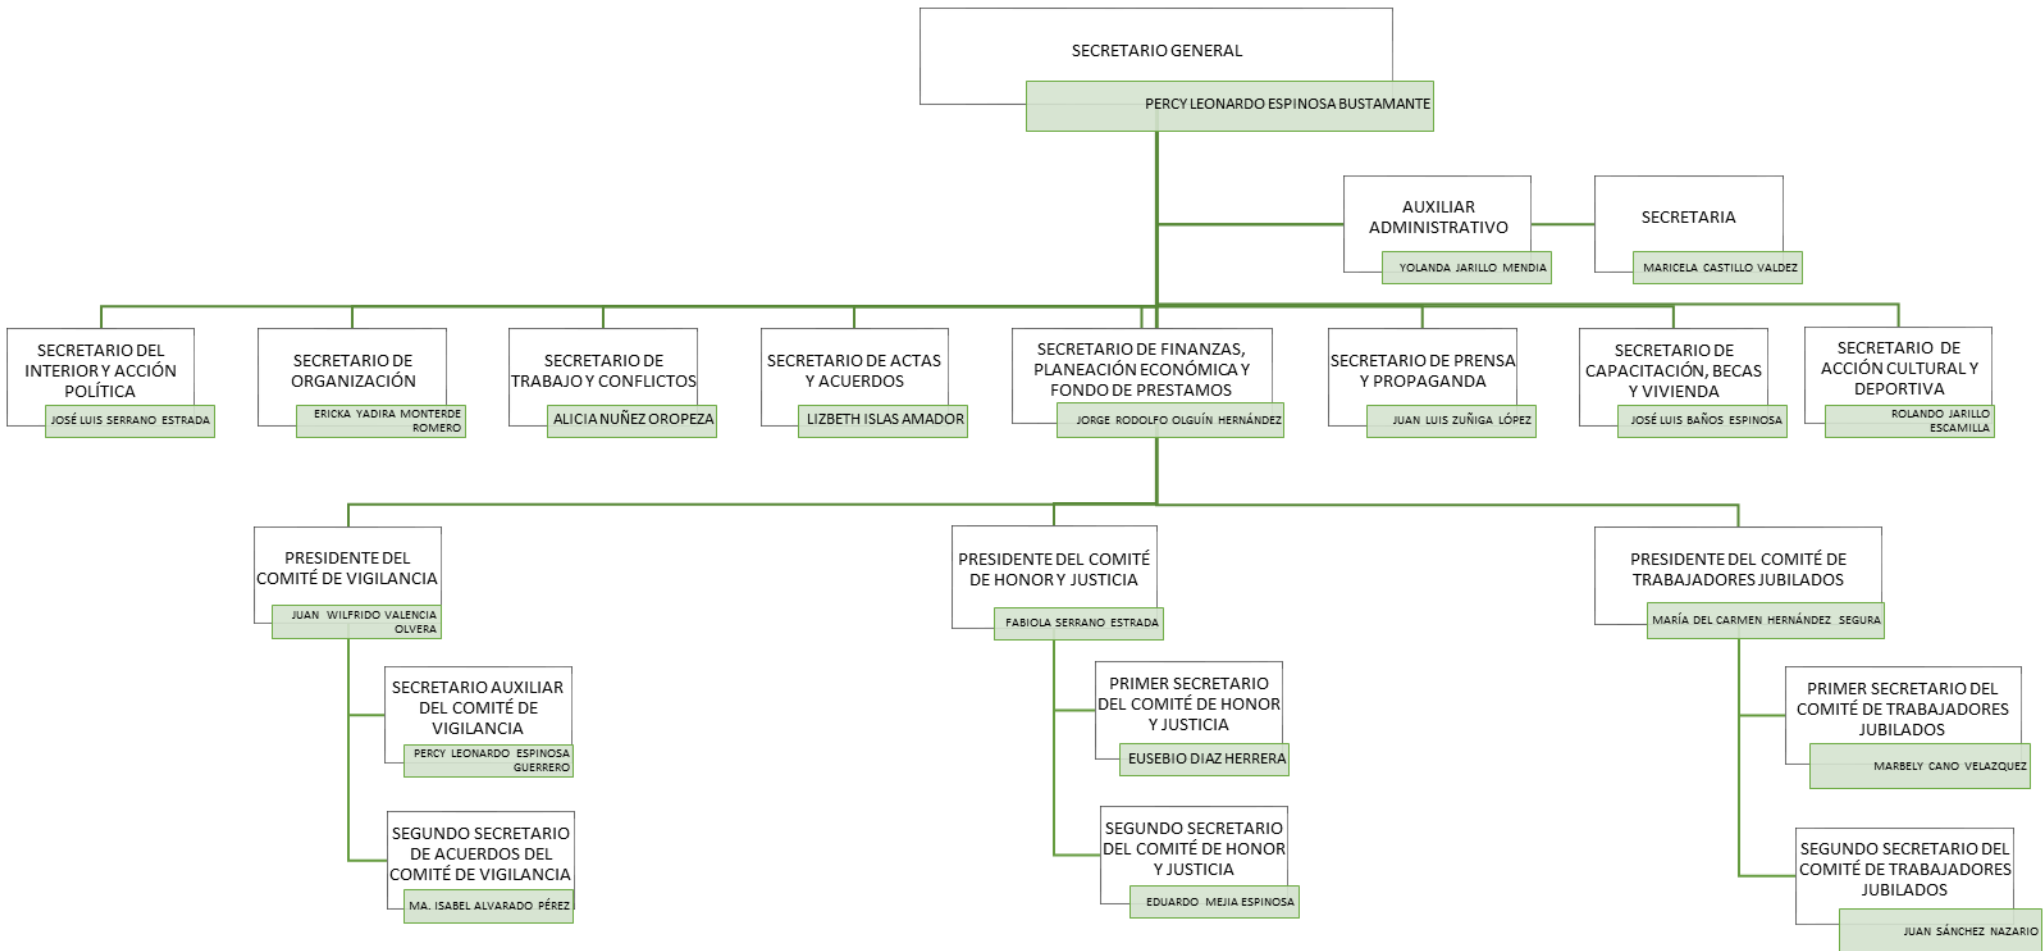 SECRETARIO GENERAL
PERCY LEONARDO ESPINOSA BUSTAMANTE
AUXILIAR
ADMINISTRATIVO
YOLANDA JARILLO MENDIA
SECRETARIA
MARICELA CASTILLO VALDEZ
SECRETARIO DEL
INTERIOR Y ACCIÓN
POLÍTICA
JOSÉ LUIS SERRANO ESTRADA
SECRETARIO DE
ORGANIZACIÓN
ERICKA YADIRA MONTERDE
ROMERO
SECRETARIO DE
TRABAJO Y CONFLICTOS
ALICIA NUÑEZ OROPEZA
SECRETARIO DE ACTAS
Y ACUERDOS
LIZBETH ISLAS AMADOR
SECRETARIO DE FINANZAS,
PLANEACIÓN ECONÓMICA Y
FONDO DE PRESTAMOS
JORGE RODOLFO OLGUÍN HERNÁNDEZ
SECRETARIO DE PRENSA
Y PROPAGANDA
JUAN LUIS ZUÑIGA LÓPEZ
SECRETARIO DE
CAPACITACIÓN, BECAS
Y VIVIENDA
JOSÉ LUIS BAÑOS ESPINOSA
SECRETARIO DE
ACCIÓN CULTURAL Y
DEPORTIVA
ROLANDO JARILLO
ESCAMILLA
PRESIDENTE DEL
COMITÉ DE VIGILANCIA
JUAN WILFRIDO VALENCIA
OLVERA
SECRETARIO AUXILIAR
DEL COMITÉ DE
VIGILANCIA
PERCY LEONARDO ESPINOSA
GUERRERO
SEGUNDO SECRETARIO
DE ACUERDOS DEL
COMITÉ DE VIGILANCIA
MA. ISABEL ALVARADO PÉREZ
PRESIDENTE DEL COMITÉ
DE HONOR Y JUSTICIA
FABIOLA SERRANO ESTRADA
PRIMER SECRETARIO
DEL COMITÉ DE HONOR
Y JUSTICIA
EUSEBIO DIAZ HERRERA
SEGUNDO SECRETARIO
DEL COMITÉ DE HONOR
Y JUSTICIA
EDUARDO MEJIA ESPINOSA
PRESIDENTE DEL COMITÉ DE
TRABAJADORES JUBILADOS
MARÍA DEL CARMEN HERNÁNDEZ SEGURA
PRIMER SECRETARIO DEL
COMITÉ DE TRABAJADORES
JUBILADOS
MARBELY CANO VELAZQUEZ
SEGUNDO SECRETARIO DEL
COMITÉ DE TRABAJADORES
JUBILADOS
JUAN SÁNCHEZ NAZARIO